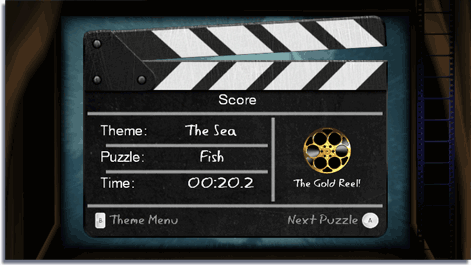 Score
Theme: The Sea
Puzzle: Fish
Time: 00:20.2
The Gold Reel!
B Theme Menu
Next Puzzle A